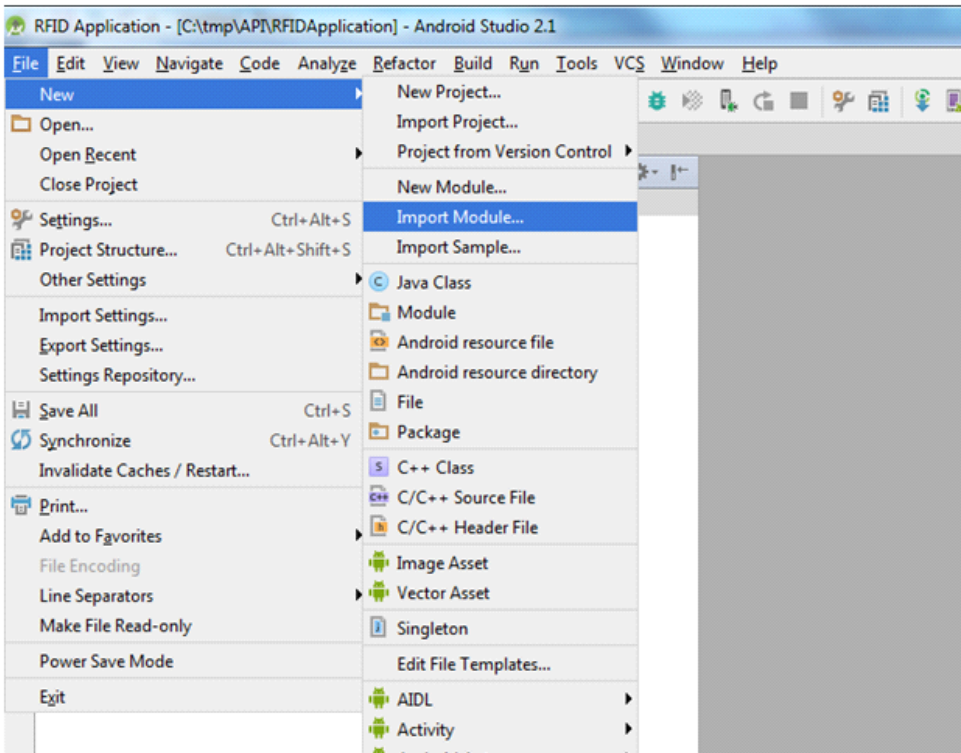 RFID Application - [C:\tmp\API\RFIDApplication] - Android Studio 2.1
File Edit View Navigate Code Analyze Refactor Build Run Tools VCS Window Help
New
Open...
Open Recent
Close Project
Settings... Ctrl+Alt+S
Project Structure... Ctrl+Alt+Shift+S
Other Settings
Import Settings...
Export Settings...
Settings Repository...
Save All Ctrl+S
Synchronize Ctrl+Alt+Y
Invalidate Caches / Restart...
Print...
Add to Favorites
File Encoding
Line Separators
Make File Read-only
Power Save Mode
Exit
New Project...
Import Project...
Project from Version Control
New Module...
Import Module...
Import Sample...
Java Class
Module
Android resource file
Android resource directory
File
Package
C++ Class
C/C++ Source File
C/C++ Header File
Image Asset
Vector Asset
Singleton
Edit File Templates...
AIDL
Activity